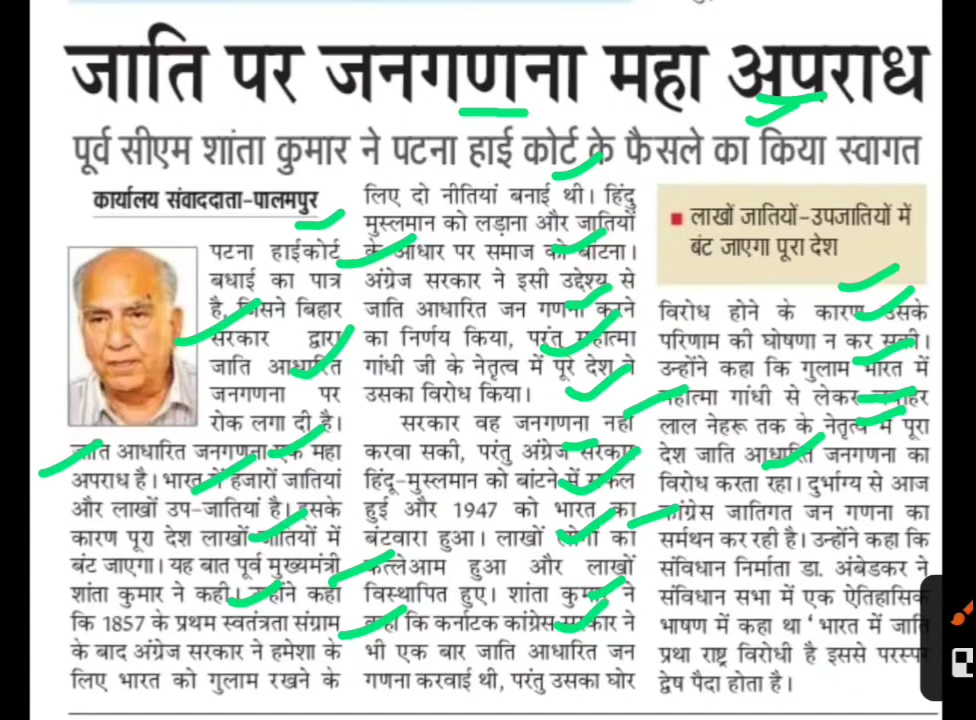 जाति पर जनगणना महा अपराध
पूर्व सीएम शांता कुमार ने पटना हाई कोर्ट के फैसले का किया स्वागत
कार्यालय संवाददाता-पालमपुर
पटना हाईकोर्ट
बधाई का पात्र
है, जिसने बिहार
सरकार द्वारा
जाति आधारित
जनगणना पर
रोक लगा दी है।
जाति आधारित जनगणना एक महा
अपराध है। भारत में हजारों जातियां
और लाखों उप-जातियां है। इसके
कारण पूरा देश लाखों जातियों में
बंट जाएगा। यह बात पूर्व मुख्यमंत्री
शांता कुमार ने कही। उन्होंने कहा
कि 1857 के प्रथम स्वतंत्रता संग्राम
के बाद अंग्रेज सरकार ने हमेशा के
लिए भारत को गुलाम रखने के
लिए दो नीतियां बनाई थी। हिंदु
मुस्लमान को लड़ाना और जातियों
के आधार पर समाज को बांटना।
अंग्रेज सरकार ने इसी उद्देश्य से
जाति आधारित जन गणना करने
का निर्णय किया, परंतु महात्मा
गांधी जी के नेतृत्व में पूरे देश ने
उसका विरोध किया।
सरकार वह जनगणना नहीं
करवा सकी, परंतु अंग्रेज सरकार
हिंदू-मुस्लमान को बांटने में सफल
हुई और 1947 को भारत का
बंटवारा हुआ। लाखों लोगों का
कत्लेआम हुआ और लाखों
विस्थापित हुए। शांता कुमार ने
कहा कि कर्नाटक कांग्रेस सरकार ने
भी एक बार जाति आधारित जन
गणना करवाई थी, परंतु उसका घोर
लाखों जातियों-उपजातियों में
बंट जाएगा पूरा देश
विरोध होने के कारण उसके
परिणाम की घोषणा न कर सकी।
उन्होंने कहा कि गुलाम भारत में
महात्मा गांधी से लेकर जवाहर
लाल नेहरू तक के नेतृत्व में पूरा
देश जाति आधारित जनगणना का
विरोध करता रहा। दुर्भाग्य से आज
कांग्रेस जातिगत जन गणना का
सर्मथन कर रही है। उन्होंने कहा कि
संविधान निर्माता डा. अंबेडकर ने
संविधान सभा में एक ऐतिहासिक
भाषण में कहा था ' भारत में जाति
प्रथा राष्ट्र विरोधी है इससे परस्पर
द्वेष पैदा होता है।